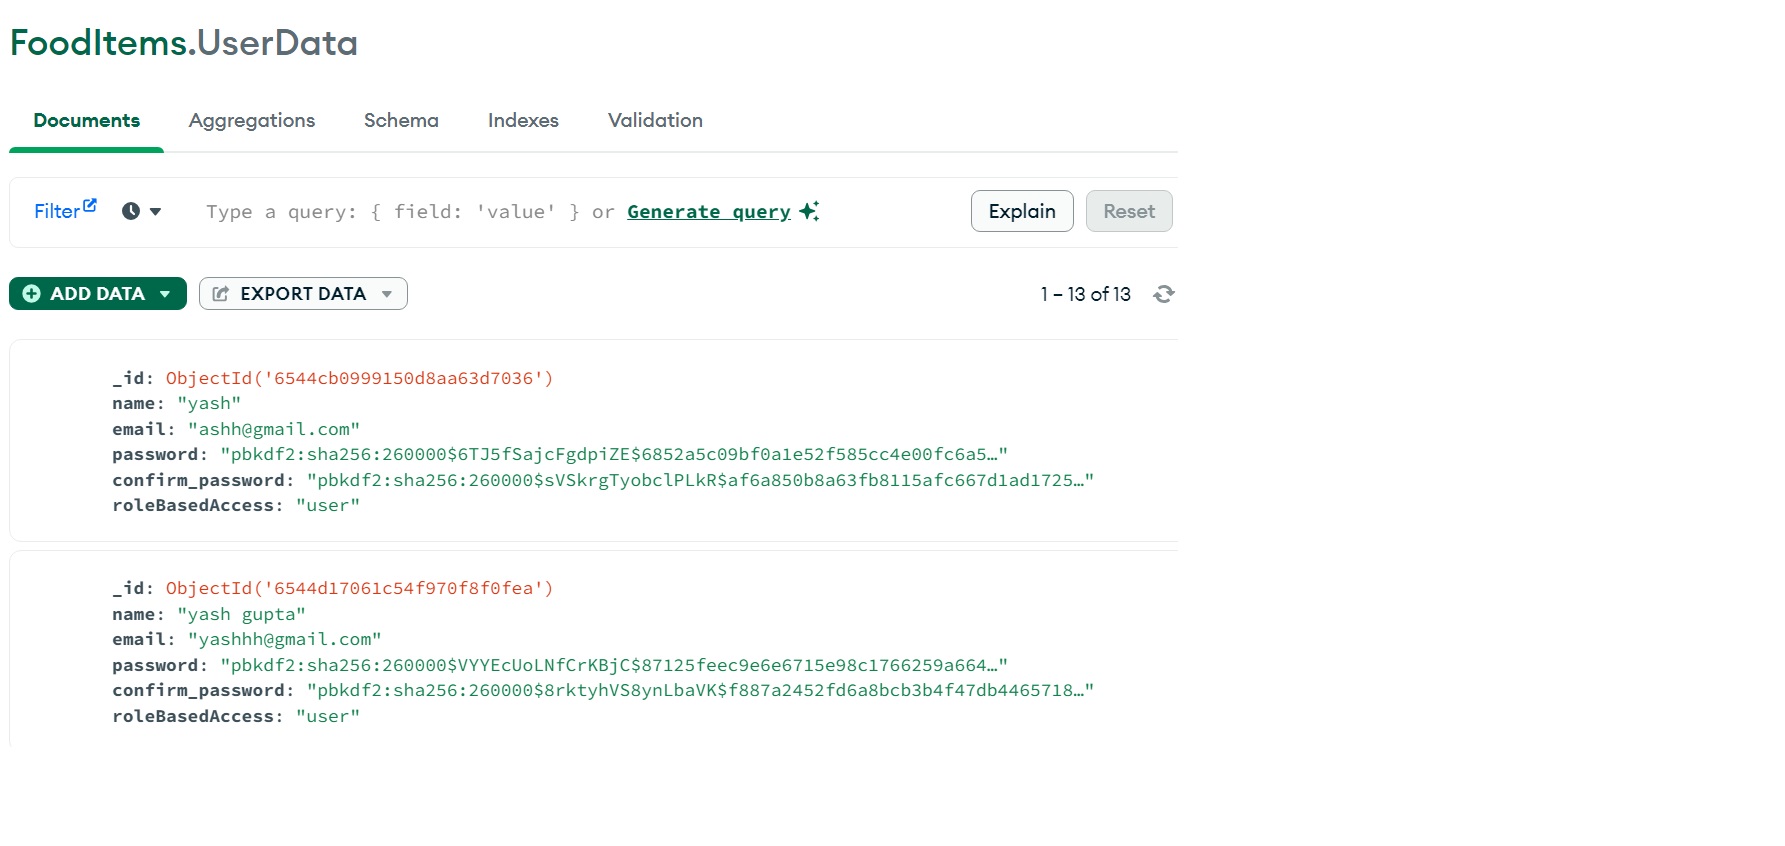 FoodItems.UserData
Documents Aggregations Schema Indexes Validation
Filter Type a query: { field: 'value' } or Generate query Explain Reset
ADD DATA EXPORT DATA 1 – 13 of 13
_id: ObjectId('6544cb0999150d8aa63d7036')
name: "yash"
email: "ashh@gmail.com"
password: "pbkdf2:sha256:260000$6TJ5fSajcFgdpiZE$6852a5c09bf0a1e52f585cc4e00fc6a5…"
confirm_password: "pbkdf2:sha256:260000$sVSkrgTyobclPLkR$af6a850b8a63fb8115afc667d1ad1725…"
roleBasedAccess: "user"
_id: ObjectId('6544d17061c54f970f8f0fea')
name: "yash gupta"
email: "yashhh@gmail.com"
password: "pbkdf2:sha256:260000$VYYEcUoLNfCrKBjC$87125feec9e6e6715e98c1766259a664…"
confirm_password: "pbkdf2:sha256:260000$8rktyhVS8ynLbaVK$f887a2452fd6a8bcb3b4f47db4465718…"
roleBasedAccess: "user"